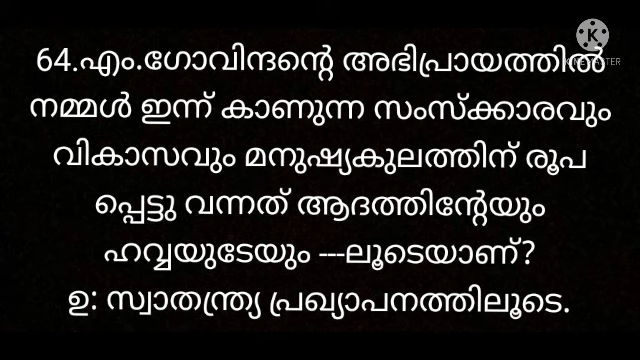 64.എം.ഗോവിന്ദന്റെ അഭിപ്രായത്തിൽ
നമ്മൾ ഇന്ന് കാണുന്ന സംസ്ക്കാരവും
വികാസവും മനുഷ്യകുലത്തിന് രൂപ
പ്പെട്ടു വന്നത് ആദത്തിന്റേയും
ഹവ്വയുടേയും ---ലൂടെയാണ്?
ഉ: സ്വാതന്ത്ര്യ പ്രഖ്യാപനത്തിലൂടെ.